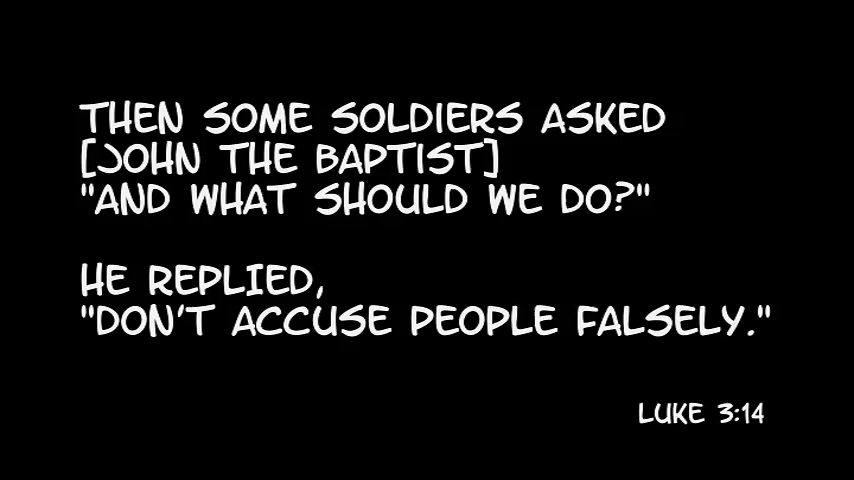 THEN SOME SOLDIERS ASKED
[JOHN THE BAPTIST]
"AND WHAT SHOULD WE DO?"
HE REPLIED,
"DON'T ACCUSE PEOPLE FALSELY."
LUKE 3:14